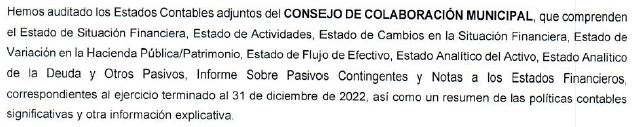 Hemos auditado los Estados Contables adjuntos del CONSEJO DE COLABORACIÓN MUNICIPAL, que comprenden
el Estado de Situación Financiera, Estado de Actividades, Estado de Cambios en la Situación Financiera, Estado de
Variación en la Hacienda Pública/Patrimonio, Estado de Flujo de Efectivo, Estado Analítico del Activo, Estado Analítico
de la Deuda y Otros Pasivos, Informe Sobre Pasivos Contingentes y Notas a los Estados Financieros,
correspondientes al ejercicio terminado al 31 de diciembre de 2022, así como un resumen de las políticas contables
significativas y otra información explicativa.